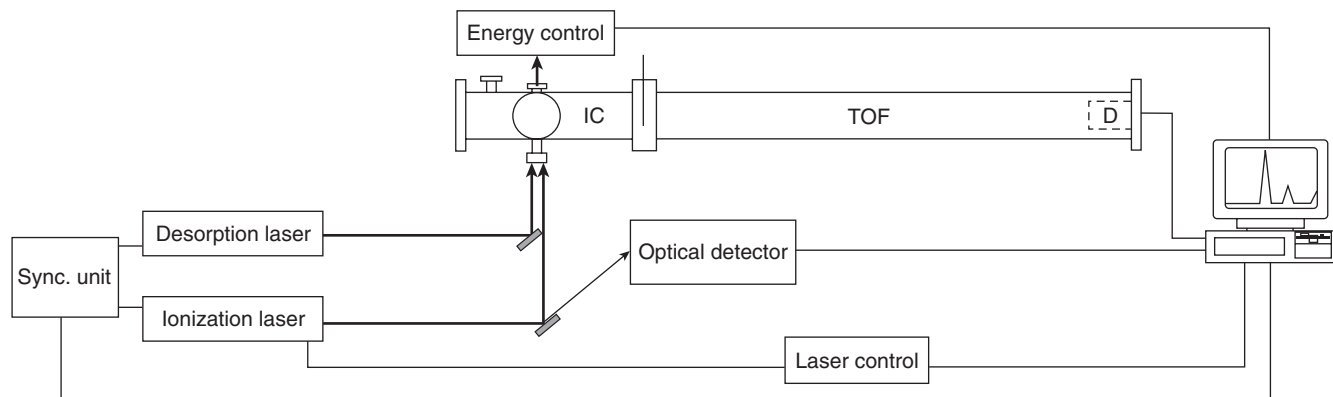 Energy control
IC
TOF
D
Desorption laser
Optical detector
Sync. unit
Ionization laser
Laser control